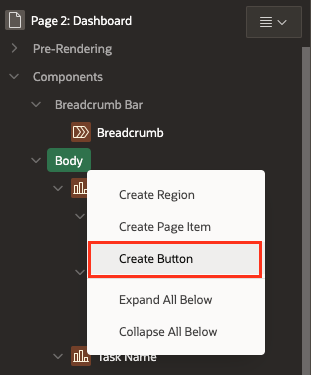 Page 2: Dashboard
Pre-Rendering
Components
Breadcrumb Bar
Breadcrumb
Body
Create Region
Create Page Item
Create Button
Expand All Below
Collapse All Below
Task Name